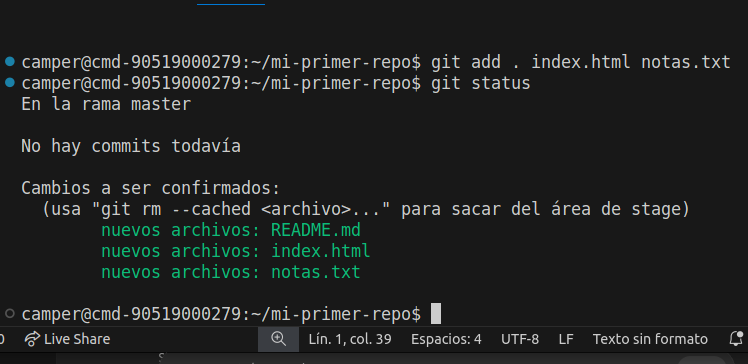 camper@cmd-90519000279:~/mi-primer-repo$ git add . index.html notas.txt
camper@cmd-90519000279:~/mi-primer-repo$ git status
En la rama master
No hay commits todavía
Cambios a ser confirmados:
(usa "git rm --cached <archivo>..." para sacar del área de stage)
nuevos archivos: README.md
nuevos archivos: index.html
nuevos archivos: notas.txt
camper@cmd-90519000279:~/mi-primer-repo$
0 Live Share Lín. 1, col. 39 Espacios: 4 UTF-8 LF Texto sin formato